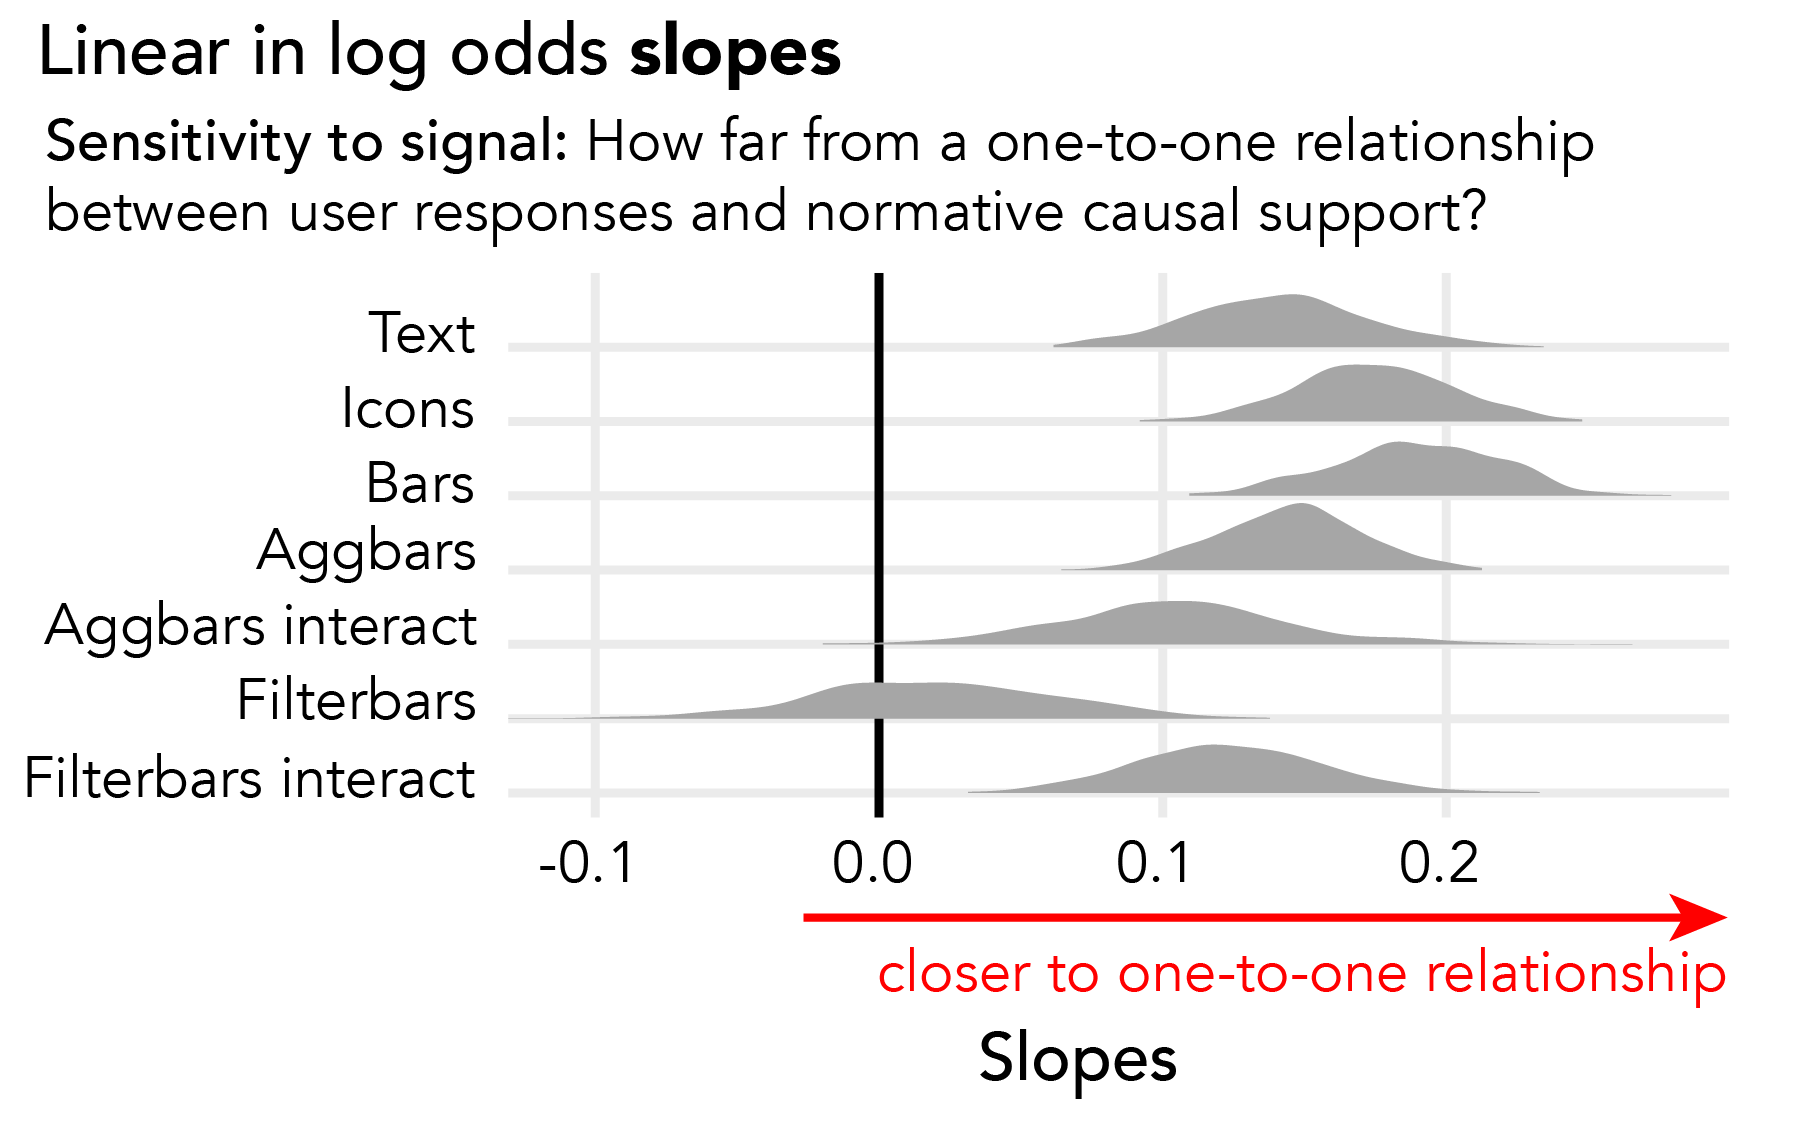 Linear in log odds slopes
Sensitivity to signal: How far from a one-to-one relationship
between user responses and normative causal support?
Text
Icons
Bars
Aggbars
Aggbars interact
Filterbars
Filterbars interact
-0.1 0.0 0.1 0.2
closer to one-to-one relationship
Slopes